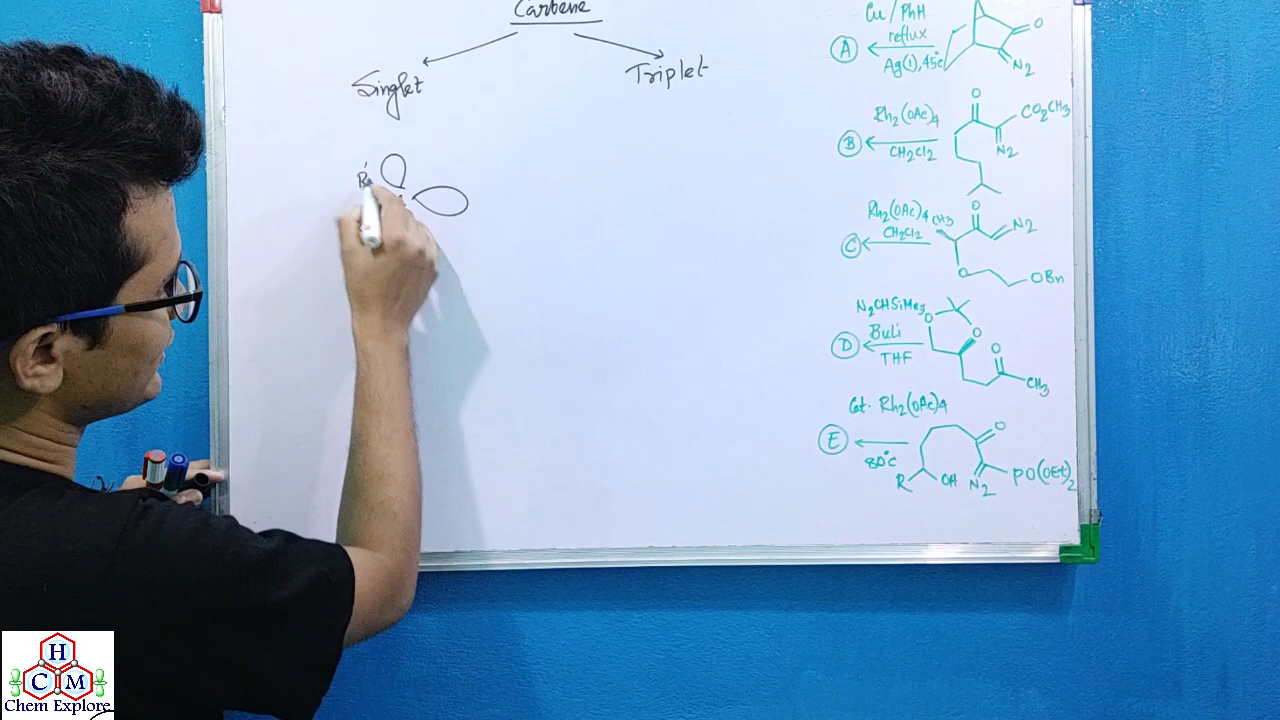 Carbene
Singlet
Triplet
R
Cu / PhH
reflux
Ag(I), 45°C
A
O
N2
Rh2(OAc)4
CH2Cl2
B
O
CO2CH3
N2
Rh2(OAc)4
CH2Cl2
C
CH3
O
N2
O
OBn
N2CHSiMe3
BuLi
THF
D
O
O
O
CH3
Cat. Rh2(OAc)4
80°C
E
O
R
OH
N2
PO(OEt)2
H
C M
Chem Explore